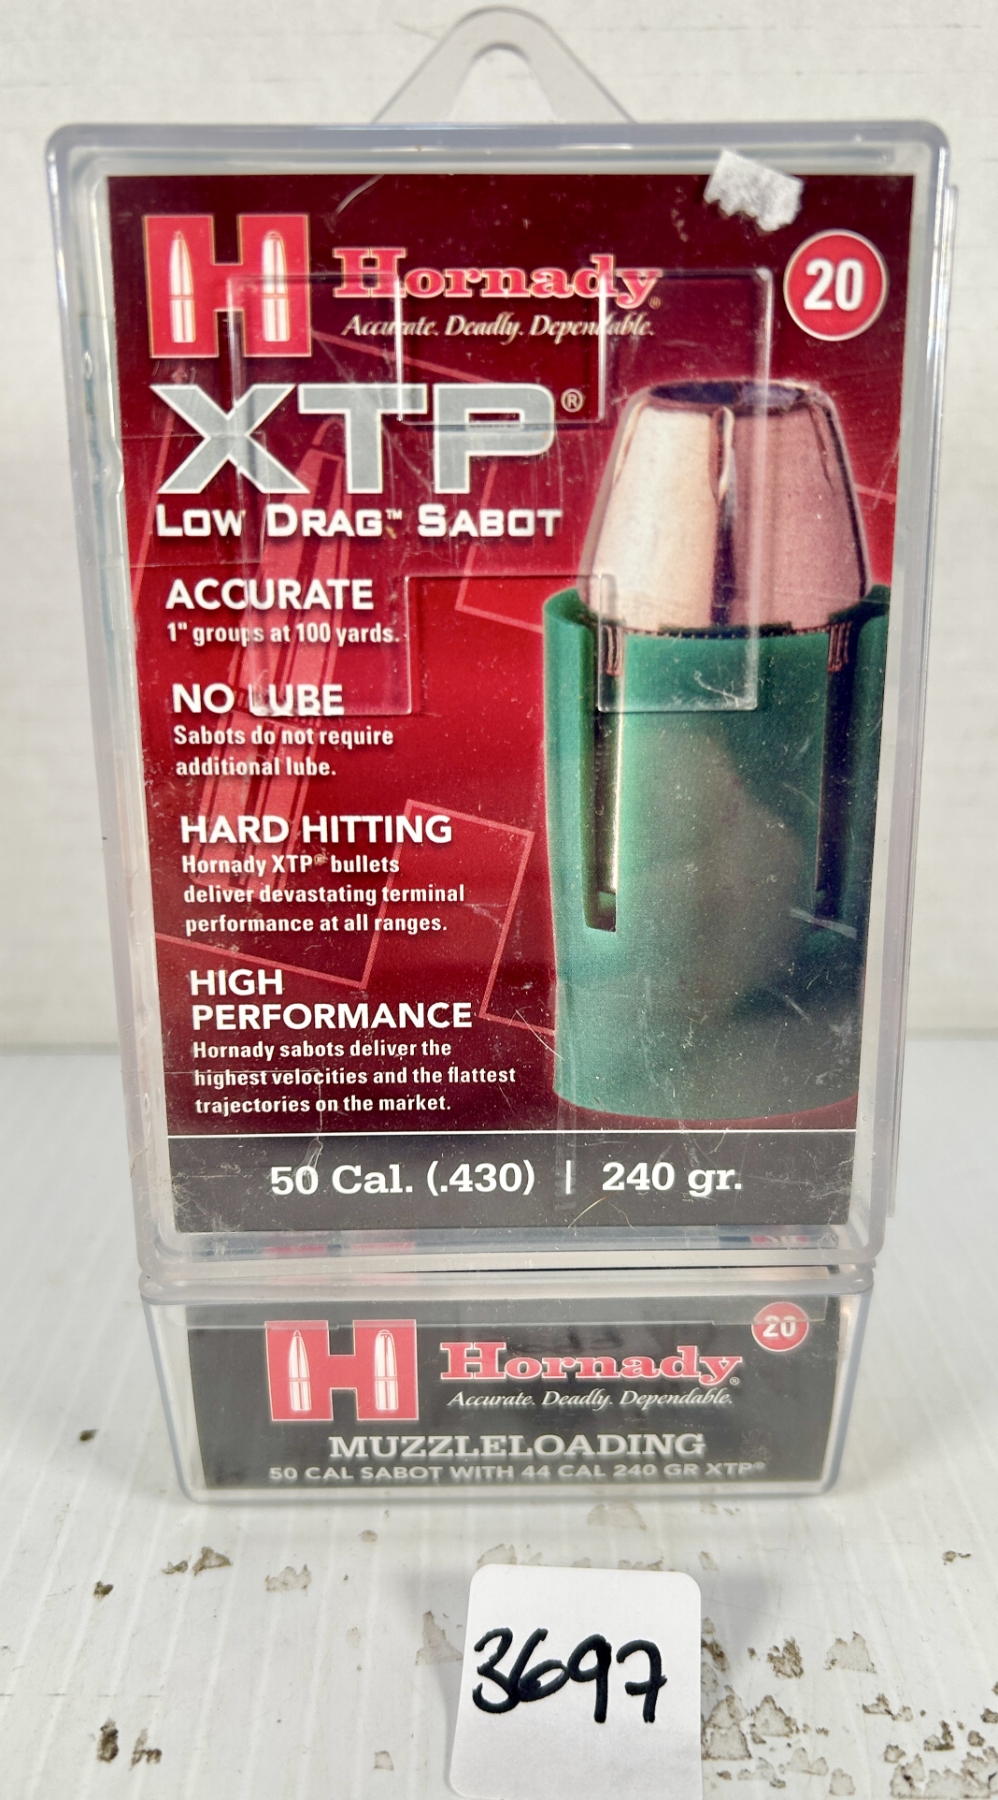 Hornady®
Accurate. Deadly. Dependable.
20
XTP®
LOW DRAG™ SABOT
ACCURATE
1" groups at 100 yards.
NO LUBE
Sabots do not require
additional lube.
HARD HITTING
Hornady XTP® bullets
deliver devastating terminal
performance at all ranges.
HIGH
PERFORMANCE
Hornady sabots deliver the
highest velocities and the flattest
trajectories on the market.
50 Cal. (.430) | 240 gr.
20
Hornady®
Accurate. Deadly. Dependable.
MUZZLELOADING
50 CAL SABOT WITH 44 CAL 240 GR XTP®
3697